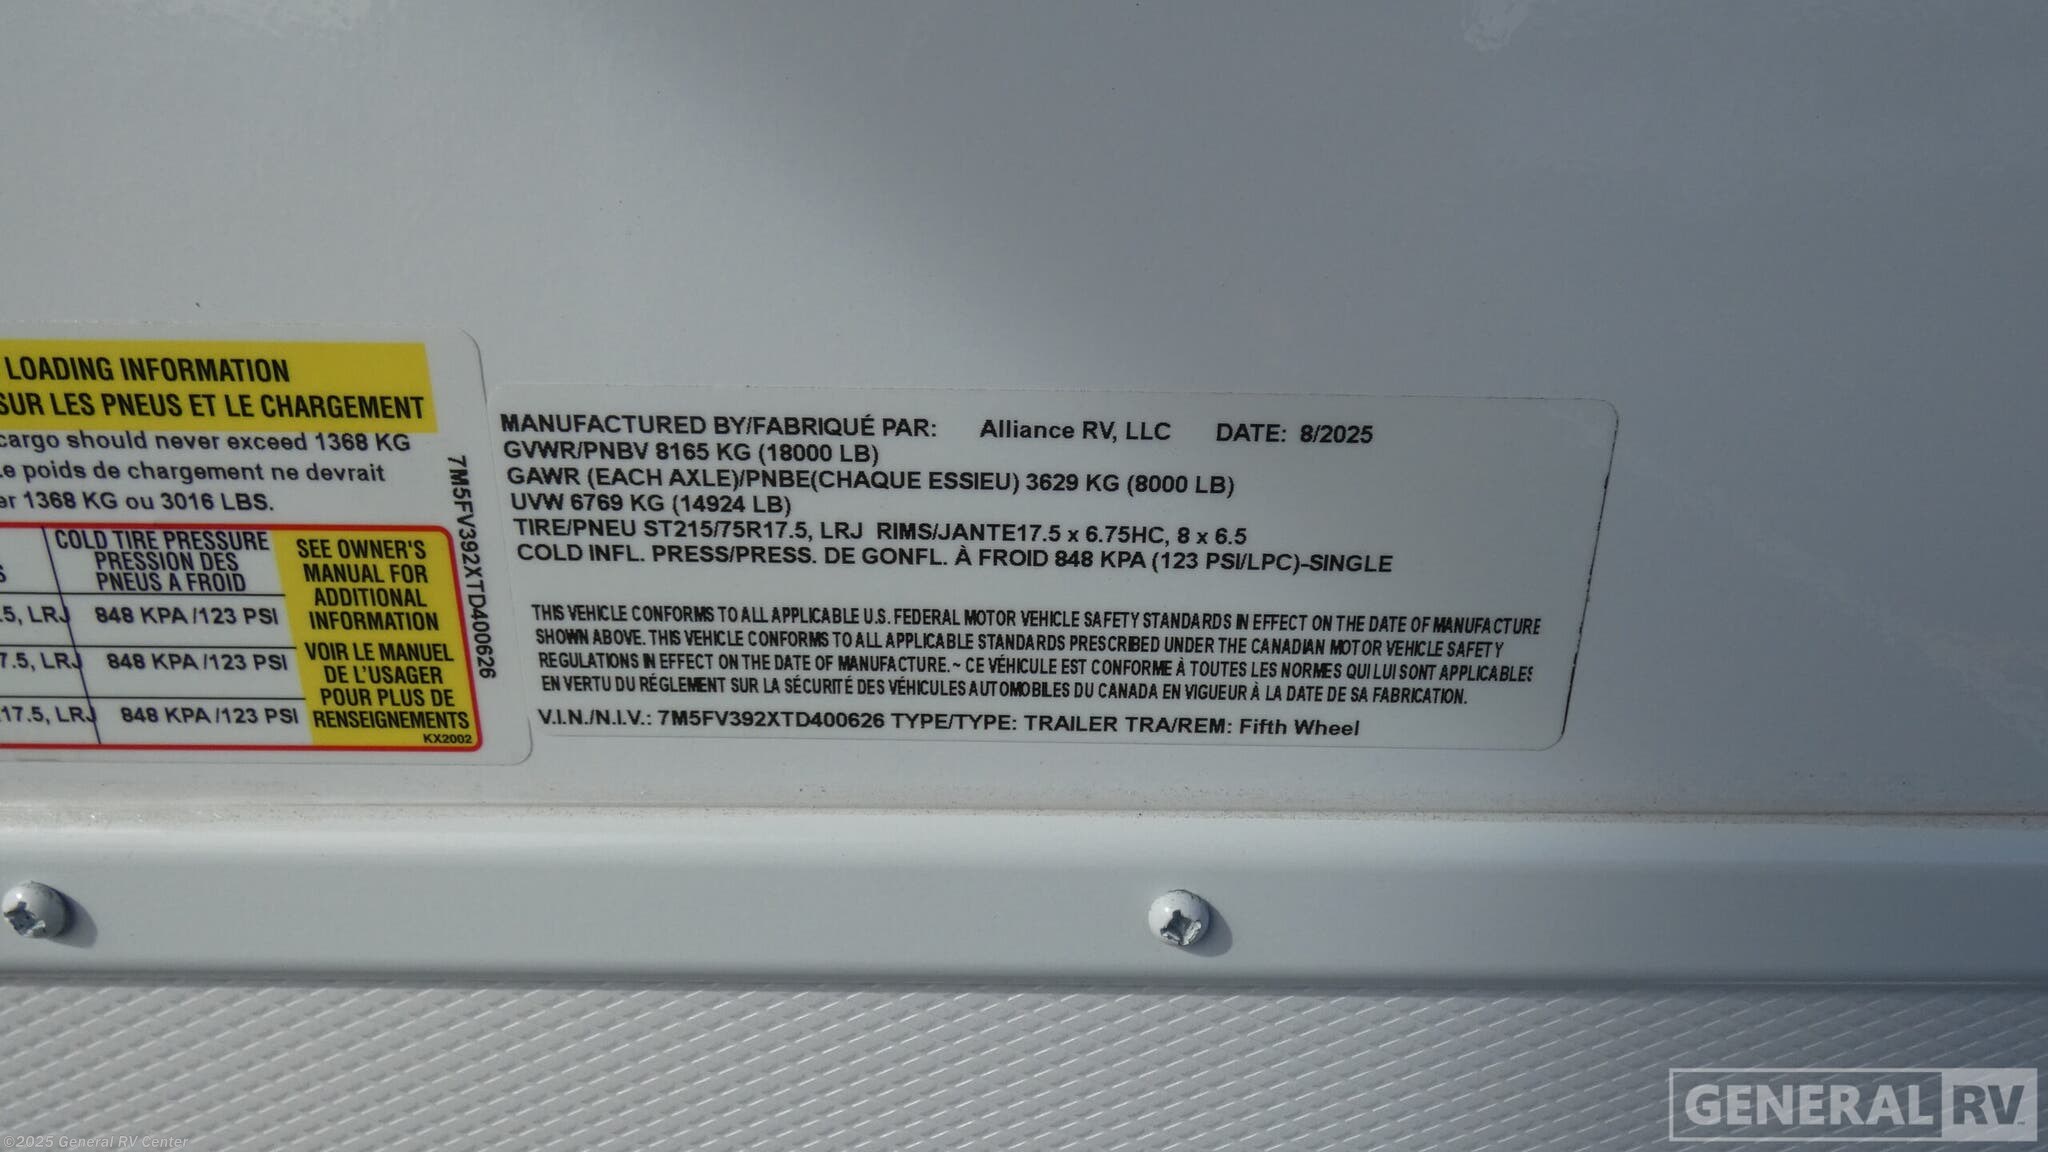 LOADING INFORMATION
SUR LES PNEUS ET LE CHARGEMENT
cargo should never exceed 1368 KG
Le poids de chargement ne devrait
er 1368 KG ou 3016 LBS.
COLD TIRE PRESSURE
PRESSION DES
PNEUS A FROID
.5, LRJ 848 KPA /123 PSI
7.5, LRJ 848 KPA /123 PSI
17.5, LRJ 848 KPA /123 PSI
SEE OWNER'S
MANUAL FOR
ADDITIONAL
INFORMATION
VOIR LE MANUEL
DE L'USAGER
POUR PLUS DE
RENSEIGNEMENTS
KX2002
7M5FV392XTD400626
MANUFACTURED BY/FABRIQUÉ PAR: Alliance RV, LLC DATE: 8/2025
GVWR/PNBV 8165 KG (18000 LB)
GAWR (EACH AXLE)/PNBE(CHAQUE ESSIEU) 3629 KG (8000 LB)
UVW 6769 KG (14924 LB)
TIRE/PNEU ST215/75R17.5, LRJ RIMS/JANTE17.5 x 6.75HC, 8 x 6.5
COLD INFL. PRESS/PRESS. DE GONFL. À FROID 848 KPA (123 PSI/LPC)-SINGLE
THIS VEHICLE CONFORMS TO ALL APPLICABLE U.S. FEDERAL MOTOR VEHICLE SAFETY STANDARDS IN EFFECT ON THE DATE OF MANUFACTURE
SHOWN ABOVE. THIS VEHICLE CONFORMS TO ALL APPLICABLE STANDARDS PRESCRIBED UNDER THE CANADIAN MOTOR VEHICLE SAFETY
REGULATIONS IN EFFECT ON THE DATE OF MANUFACTURE. ~ CE VÉHICULE EST CONFORME À TOUTES LES NORMES QUI LUI SONT APPLICABLES
EN VERTU DU RÉGLEMENT SUR LA SÉCURITÉ DES VÉHICULES AUTOMOBILES DU CANADA EN VIGUEUR À LA DATE DE SA FABRICATION.
V.I.N./N.I.V.: 7M5FV392XTD400626 TYPE/TYPE: TRAILER TRA/REM: Fifth Wheel
GENERAL RV
©2025 General RV Center